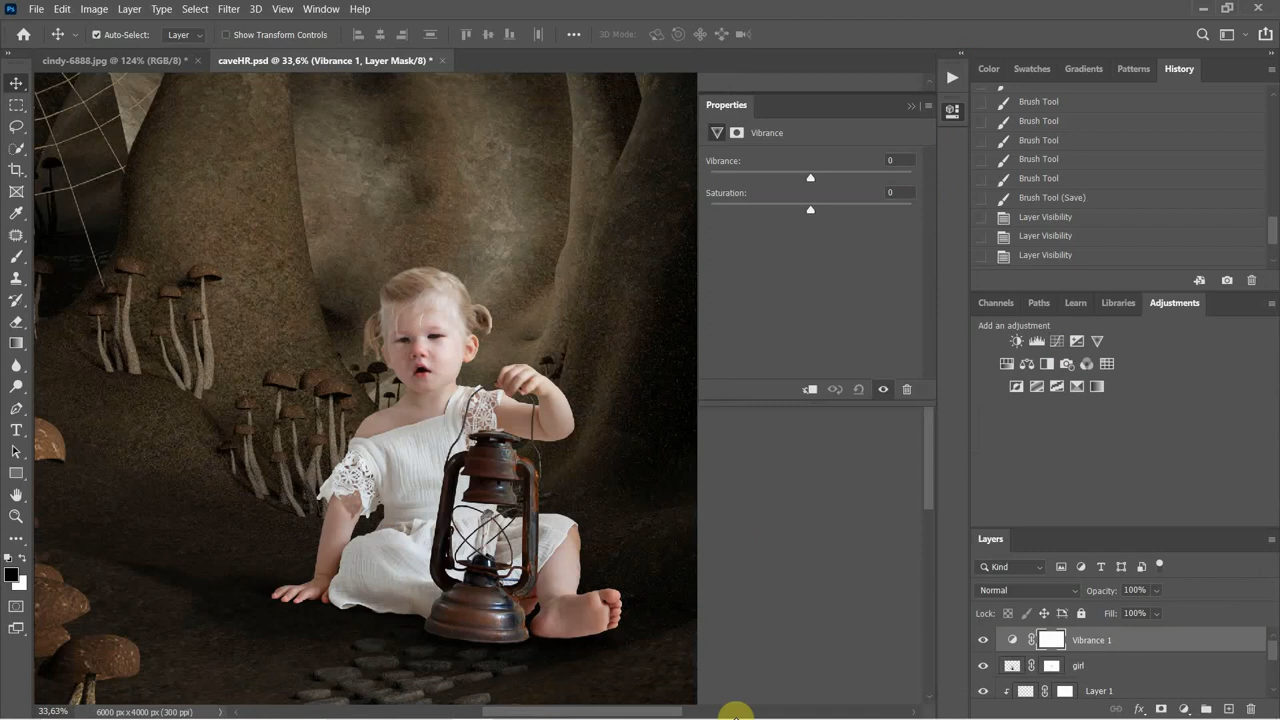 Ps File Edit Image Layer Type Select Filter 3D View Window Help
Auto-Select: Layer Show Transform Controls 3D Mode:
cindy-6888.jpg @ 124% (RGB/8) * caveHR.psd @ 33,6% (Vibrance 1, Layer Mask/8) *
Color Swatches Gradients Patterns History
Brush Tool
Properties
Brush Tool
Vibrance
Brush Tool
Vibrance: 0
Brush Tool
Brush Tool
Saturation: 0
Brush Tool (Save)
Layer Visibility
Layer Visibility
Layer Visibility
Channels Paths Learn Libraries Adjustments
Add an adjustment
Layers
Kind
Normal Opacity: 100%
Lock: Fill: 100%
Vibrance 1
girl
Layer 1
33,63% 6000 px x 4000 px (300 ppi)
fx